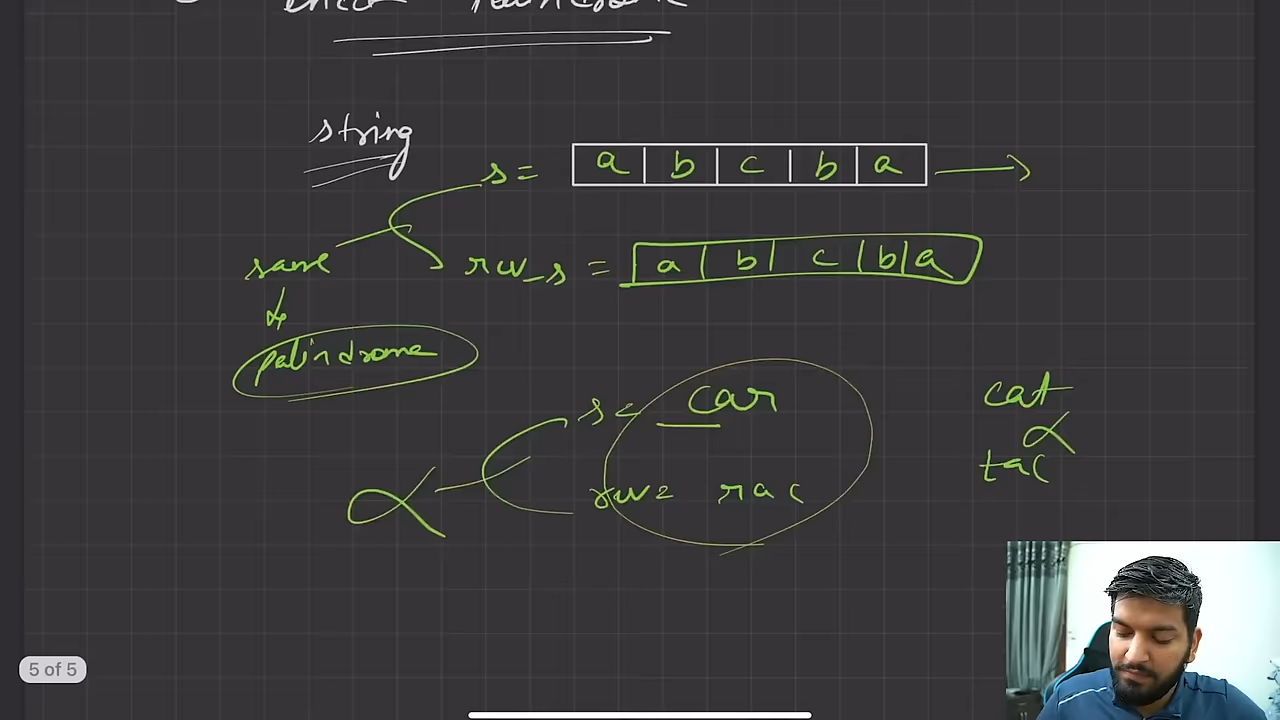 string
s = a b c b a
same
rev_s = a b c b a
palindrome
s = car
rev = rac
cat
tac
5 of 5